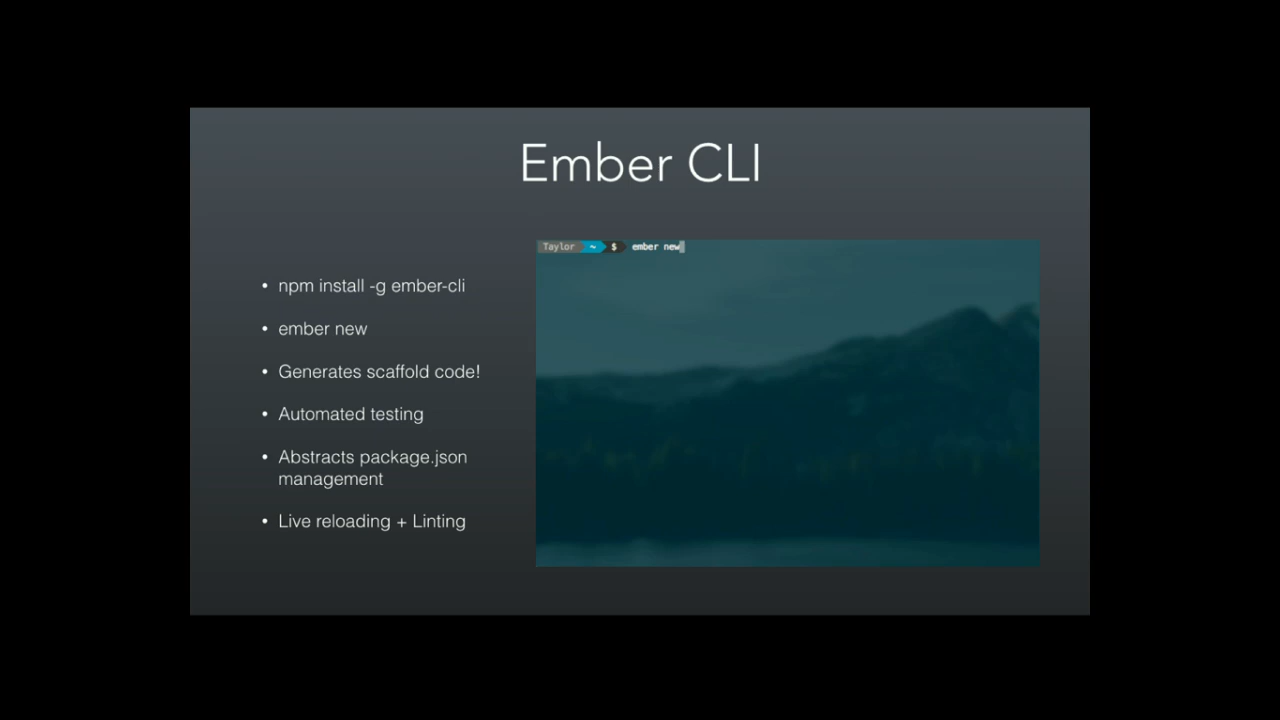 Ember CLI
Taylor ~ $ ember new
• npm install -g ember-cli
• ember new
• Generates scaffold code!
• Automated testing
• Abstracts package.json
management
• Live reloading + Linting